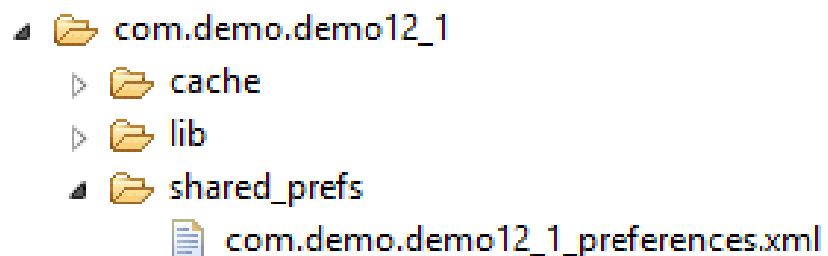 com.demo.demo12_1
cache
lib
shared_prefs
com.demo.demo12_1_preferences.xml